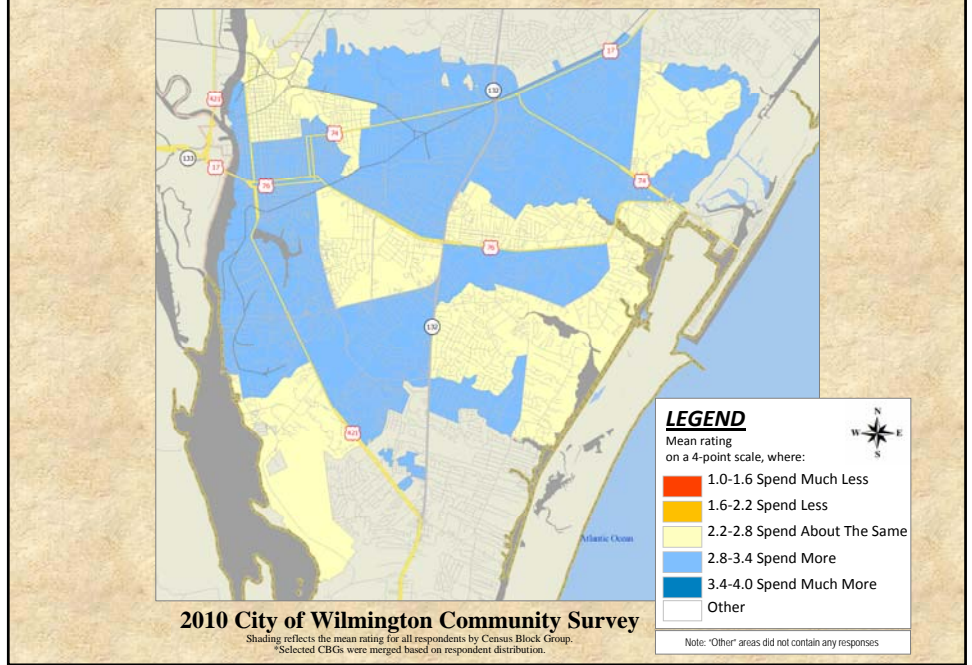 17
132
421
74
133
17
76
74
76
132
421
Atlantic Ocean
LEGEND
Mean rating
on a 4-point scale, where:
N
W E
S
1.0-1.6 Spend Much Less
1.6-2.2 Spend Less
2.2-2.8 Spend About The Same
2.8-3.4 Spend More
3.4-4.0 Spend Much More
Other
2010 City of Wilmington Community Survey
Shading reflects the mean rating for all respondents by Census Block Group.
*Selected CBGs were merged based on respondent distribution.
Note: "Other" areas did not contain any responses